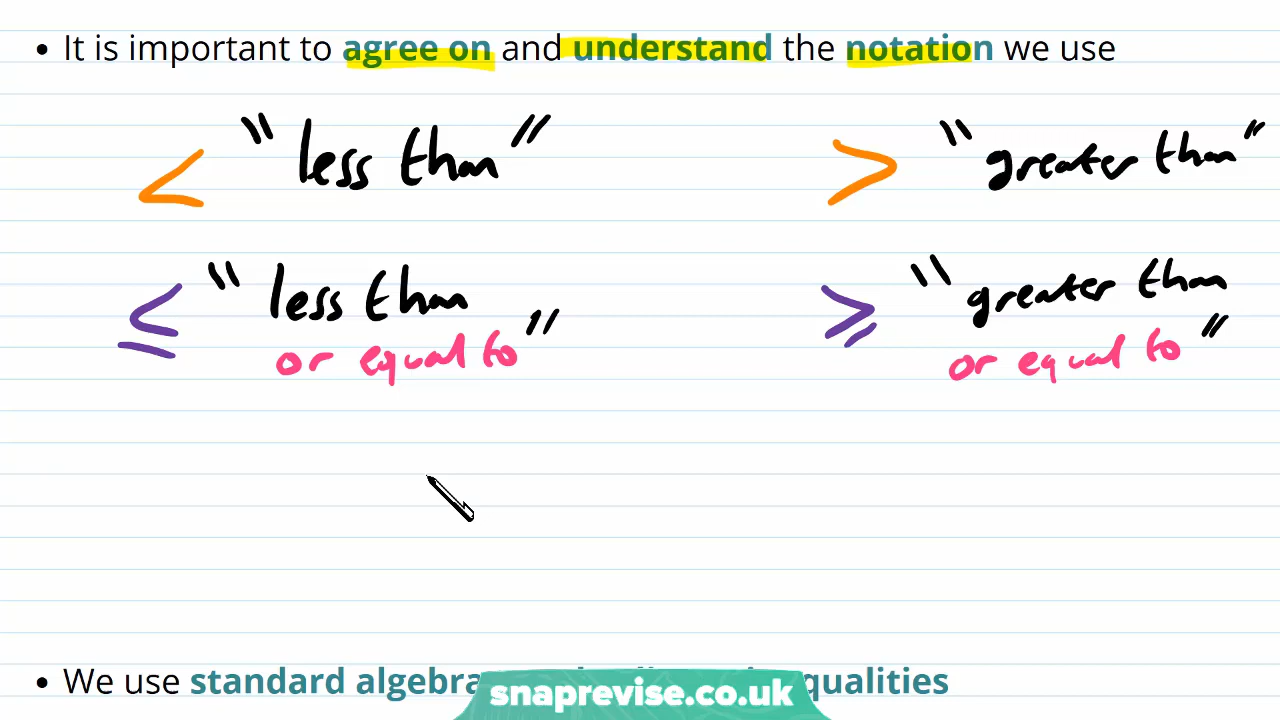 • It is important to agree on and understand the notation we use
< "less than" > "greater than"
≤ "less than ≥ "greater than
or equal to" or equal to"
• We use standard algebra qualities
snaprevise.co.uk